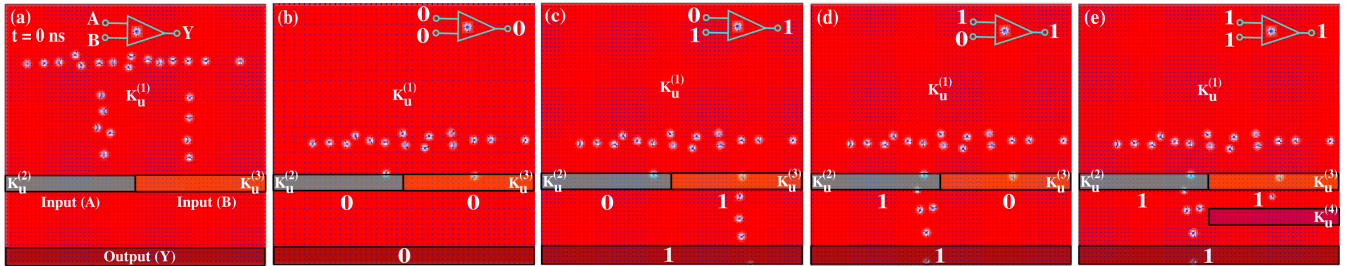 (a)
t = 0 ns
A
B
Y
K_u^(1)
K_u^(2)
K_u^(3)
Input (A)
Input (B)
Output (Y)
(b)
0
0
0
K_u^(1)
K_u^(2)
K_u^(3)
0
0
0
(c)
0
1
1
K_u^(1)
K_u^(2)
K_u^(3)
0
1
1
(d)
1
0
1
K_u^(1)
K_u^(2)
K_u^(3)
1
0
1
(e)
1
1
1
K_u^(1)
K_u^(2)
K_u^(3)
1
1
K_u^(4)
1